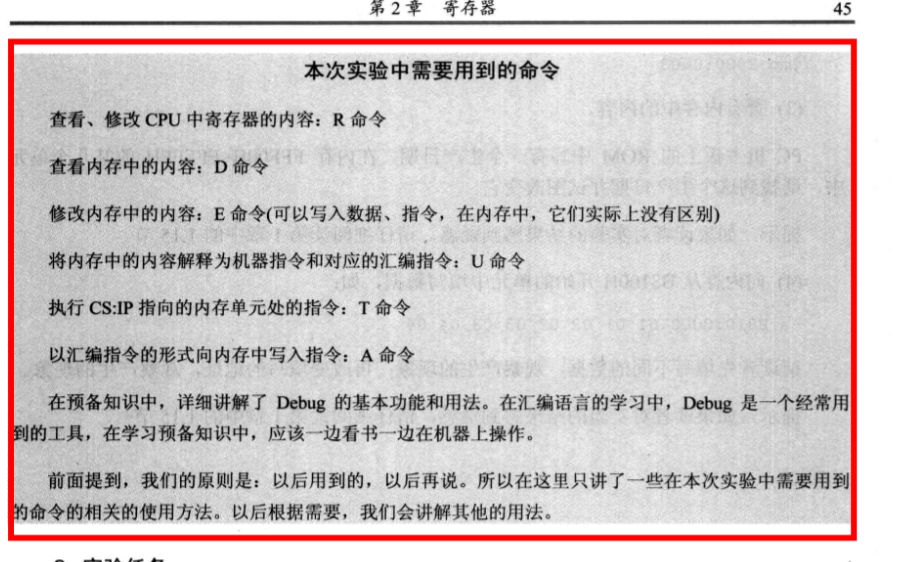 第2章 寄存器 45
本次实验中需要用到的命令
查看、修改 CPU 中寄存器的内容：R 命令
查看内存中的内容：D 命令
修改内存中的内容：E 命令(可以写入数据、指令，在内存中，它们实际上没有区别)
将内存中的内容解释为机器指令和对应的汇编指令：U 命令
执行 CS:IP 指向的内存单元处的指令：T 命令
以汇编指令的形式向内存中写入指令：A 命令
在预备知识中，详细讲解了 Debug 的基本功能和用法。在汇编语言的学习中，Debug 是一个经常用
到的工具，在学习预备知识中，应该一边看书一边在机器上操作。
前面提到，我们的原则是：以后用到的，以后再说。所以在这里只讲了一些在本次实验中需要用到
的命令的相关的使用方法。以后根据需要，我们会讲解其他的用法。